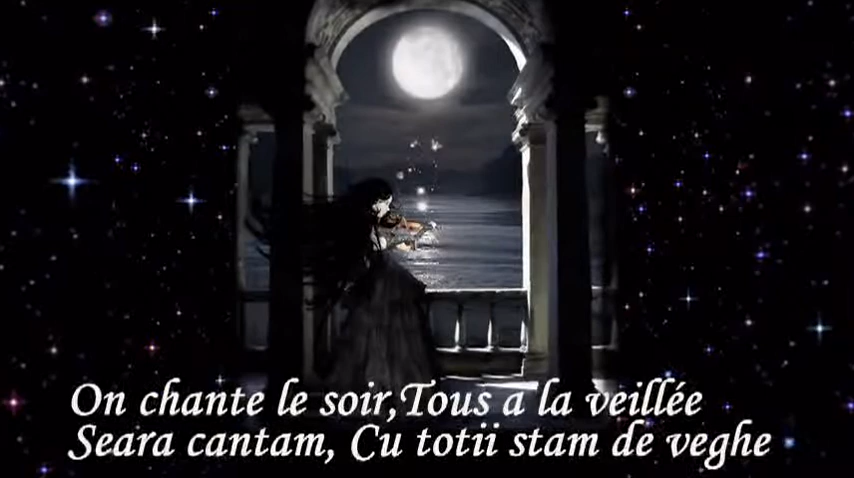 On chante le soir,Tous a la veillée
Seara cantam, Cu totii stam de veghe